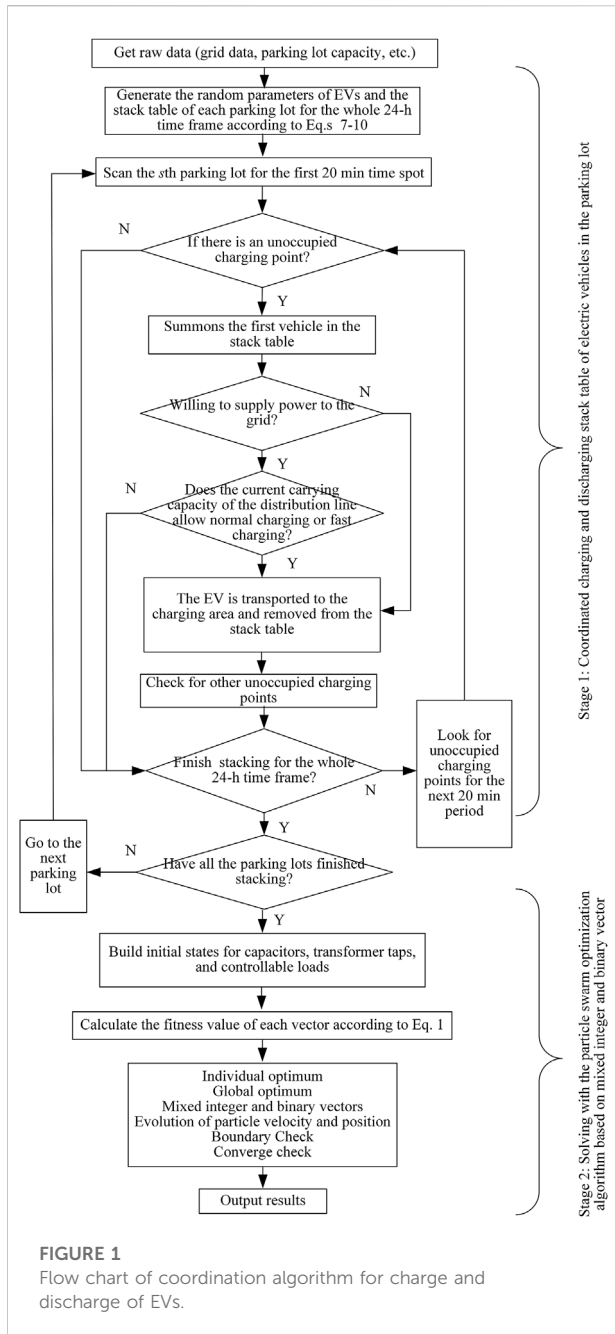 Get raw data (grid data, parking lot capacity, etc.)
Generate the random parameters of EVs and the
stack table of each parking lot for the whole 24-h
time frame according to Eq.s 7-10
Scan the sth parking lot for the first 20 min time spot
N
If there is an unoccupied
charging point?
Y
Summons the first vehicle in the
stack table
N
Willing to supply power to the
grid?
Y
N
Does the current carrying
capacity of the distribution line
allow normal charging or fast
charging?
Y
The EV is transported to the
charging area and removed from the
stack table
Check for other unoccupied charging
points
Finish stacking for the whole
24-h time frame?
N
Look for
unoccupied
charging
points for the
next 20 min
period
Y
Go to the
next
parking
lot
N
Have all the parking lots finished
stacking?
Y
Build initial states for capacitors, transformer taps,
and controllable loads
Calculate the fitness value of each vector according to Eq. 1
Individual optimum
Global optimum
Mixed integer and binary vectors
Evolution of particle velocity and position
Boundary Check
Converge check
Output results
Stage 1: Coordinated charging and discharging stack table of electric vehicles in the parking lot
Stage 2: Solving with the particle swarm optimization
algorithm based on mixed integer and binary vector
FIGURE 1
Flow chart of coordination algorithm for charge and
discharge of EVs.